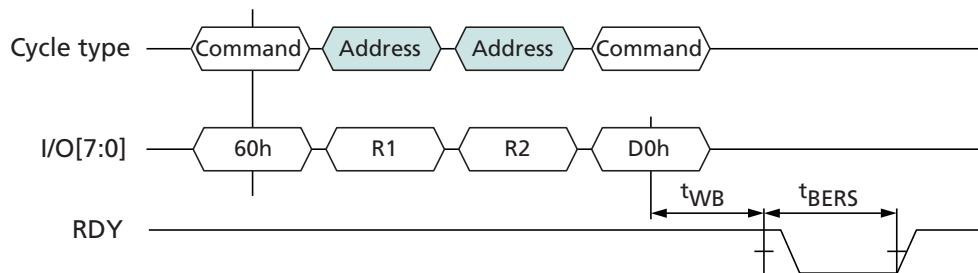 Cycle type Command Address Address Command
I/O[7:0] 60h R1 R2 D0h
tWB tBERS
RDY